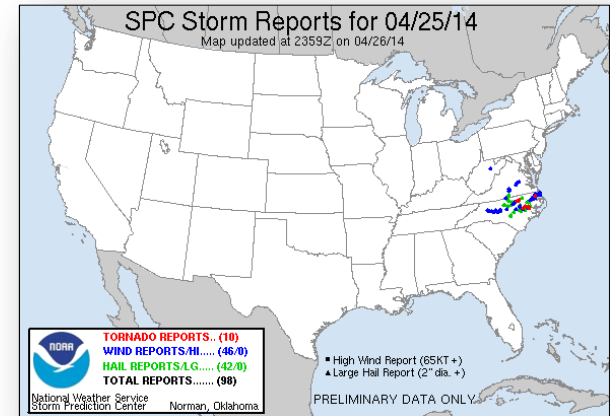 SPC Storm Reports for 04/25/14
Map updated at 2359Z on 04/26/14
NOAA
TORNADO REPORTS.. (10)
WIND REPORTS/HI..... (46/0)
HAIL REPORTS/LG..... (42/0)
TOTAL REPORTS....... (98)
National Weather Service
Storm Prediction Center Norman, Oklahoma
High Wind Report (65KT +)
Large Hail Report (2" dia. +)
PRELIMINARY DATA ONLY